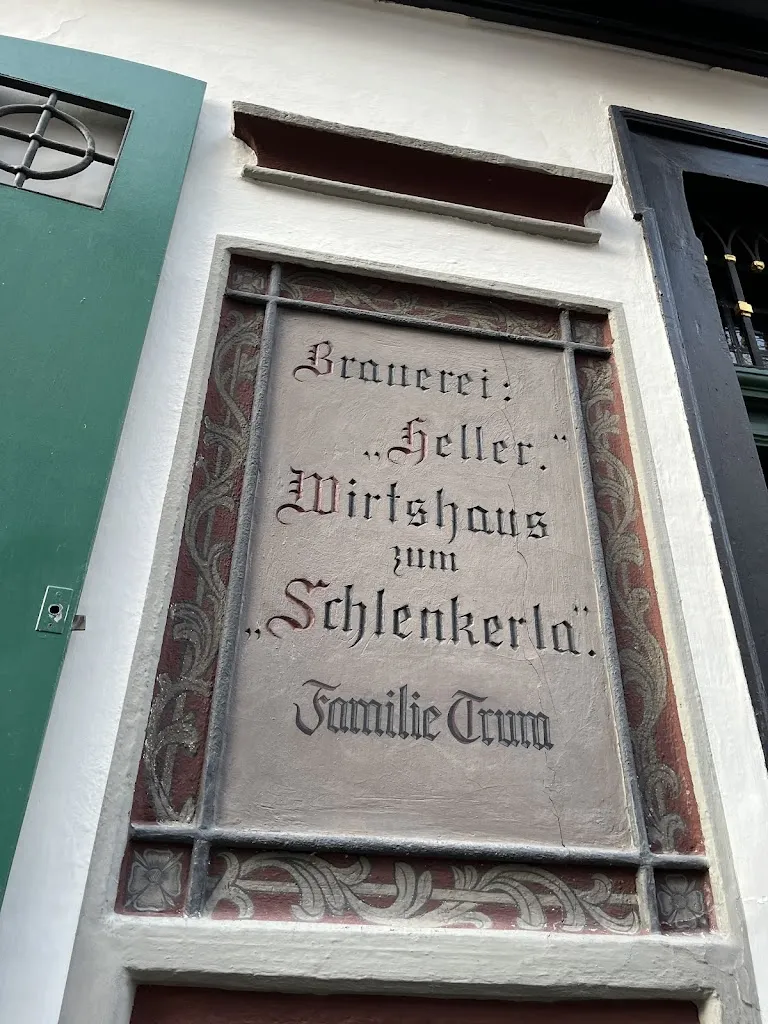 Brauerei:
„Heller.“
Wirtshaus
zum
„Schlenkerla“.
Familie Trum